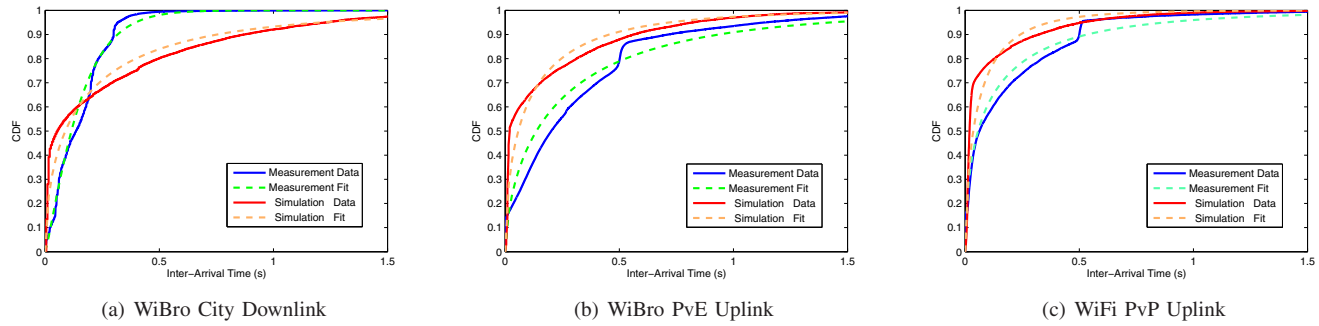 1
0.9
0.8
0.7
0.6
0.5
0.4
0.3
0.2
0.1
0
CDF
0 0.5 1 1.5
Inter−Arrival Time (s)
Measurement Data
Measurement Fit
Simulation Data
Simulation Fit
(a) WiBro City Downlink
1
0.9
0.8
0.7
0.6
0.5
0.4
0.3
0.2
0.1
0
CDF
0 0.5 1 1.5
Inter−Arrival Time (s)
Measurement Data
Measurement Fit
Simulation Data
Simulation Fit
(b) WiBro PvE Uplink
1
0.9
0.8
0.7
0.6
0.5
0.4
0.3
0.2
0.1
0
CDF
0 0.5 1 1.5
Inter−Arrival Time (s)
Measurement Data
Measurement Fit
Simulation Data
Simulation Fit
(c) WiFi PvP Uplink